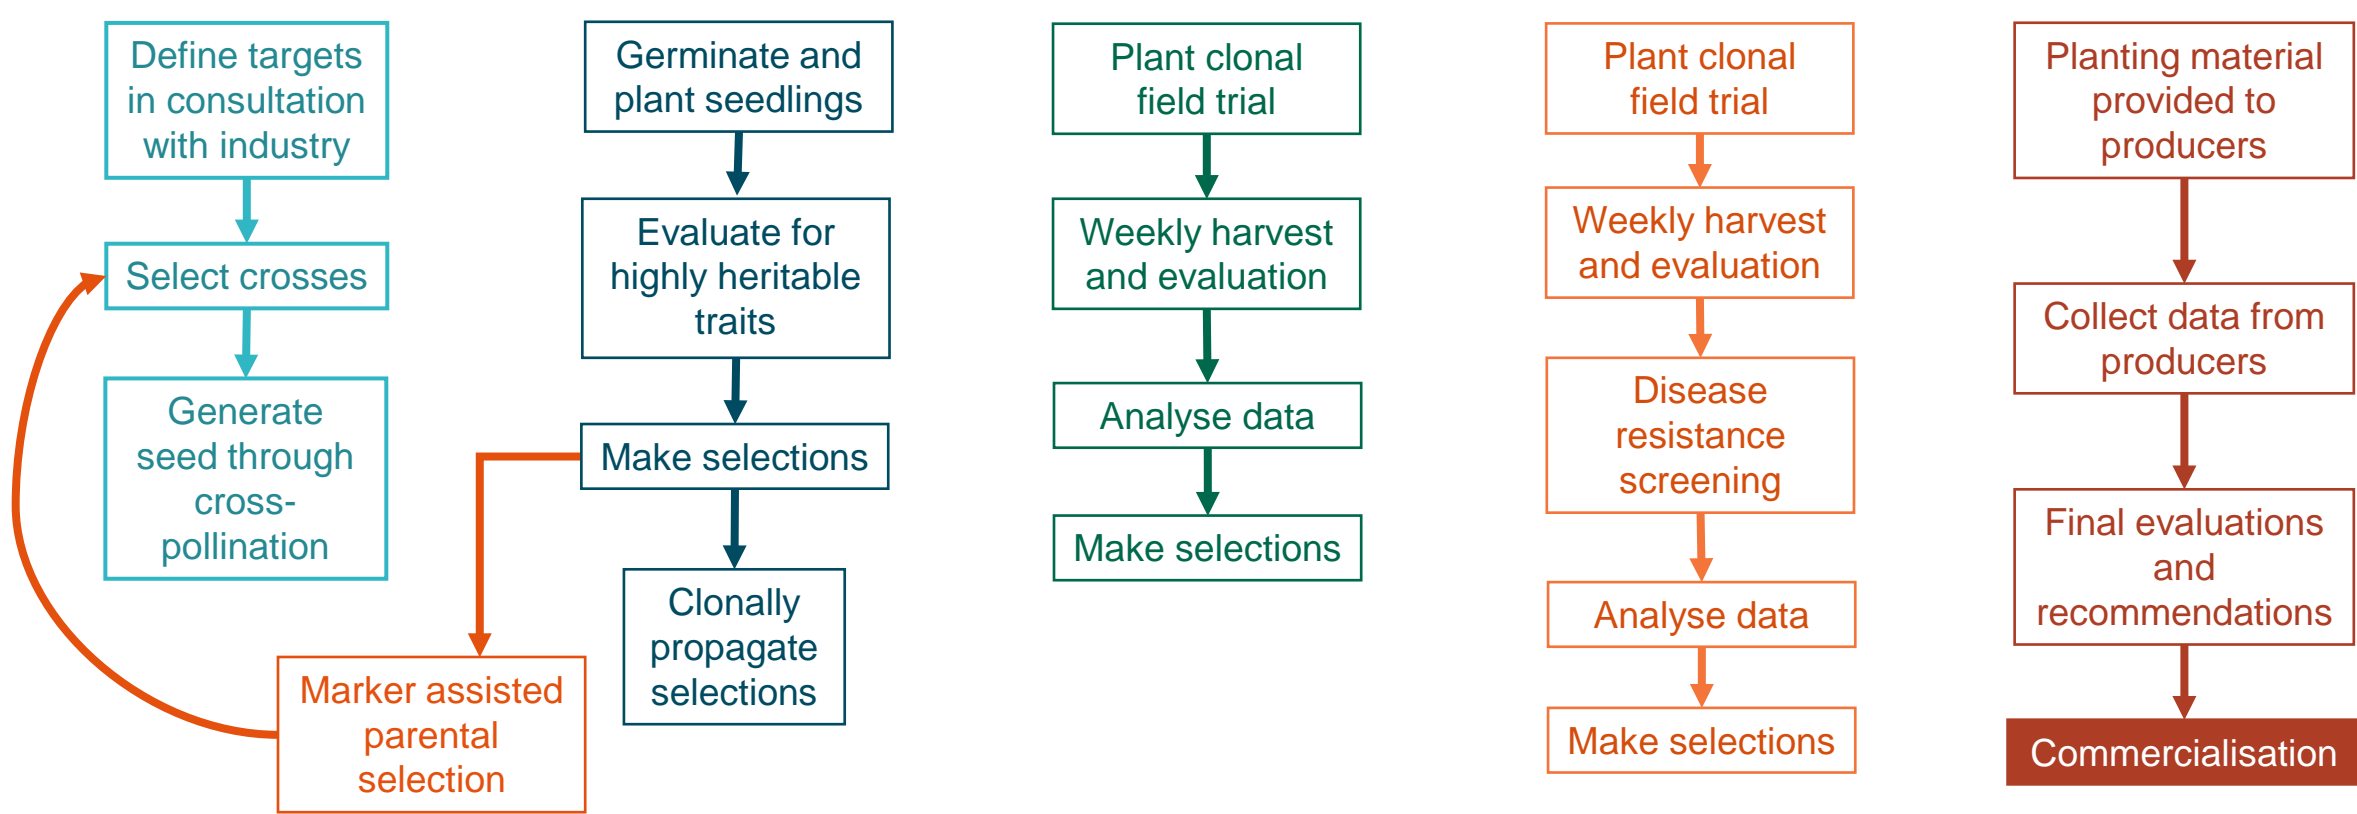 Define targets
in consultation
with industry
Select crosses
Generate
seed through
cross-
pollination
Marker assisted
parental
selection
Germinate and
plant seedlings
Evaluate for
highly heritable
traits
Make selections
Clonally
propagate
selections
Plant clonal
field trial
Weekly harvest
and evaluation
Analyse data
Make selections
Plant clonal
field trial
Weekly harvest
and evaluation
Disease
resistance
screening
Analyse data
Make selections
Planting material
provided to
producers
Collect data from
producers
Final evaluations
and
recommendations
Commercialisation